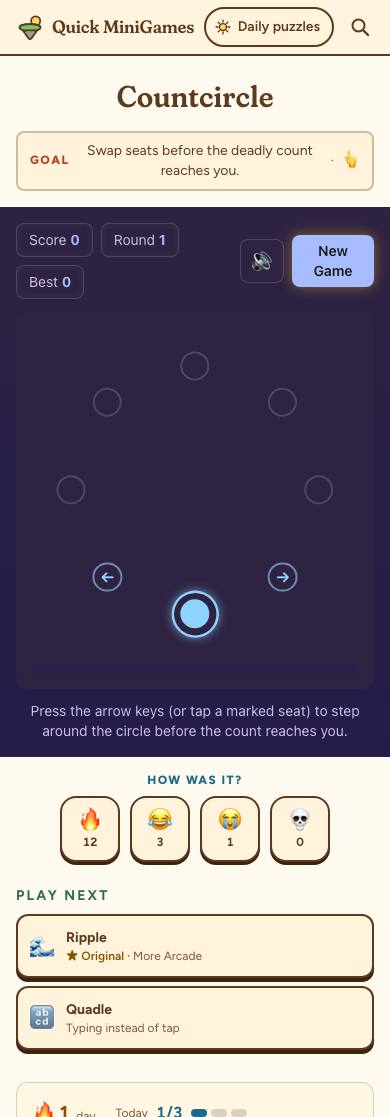 Quick MiniGames
Daily puzzles
Countcircle
GOAL
Swap seats before the deadly count
reaches you.
·
Score 0
Round 1
Best 0
New
Game
Press the arrow keys (or tap a marked seat) to step
around the circle before the count reaches you.
HOW WAS IT?
12
3
1
0
PLAY NEXT
Ripple
Original · More Arcade
abcd
Quadle
Typing instead of tap
1 day
Today 1/3